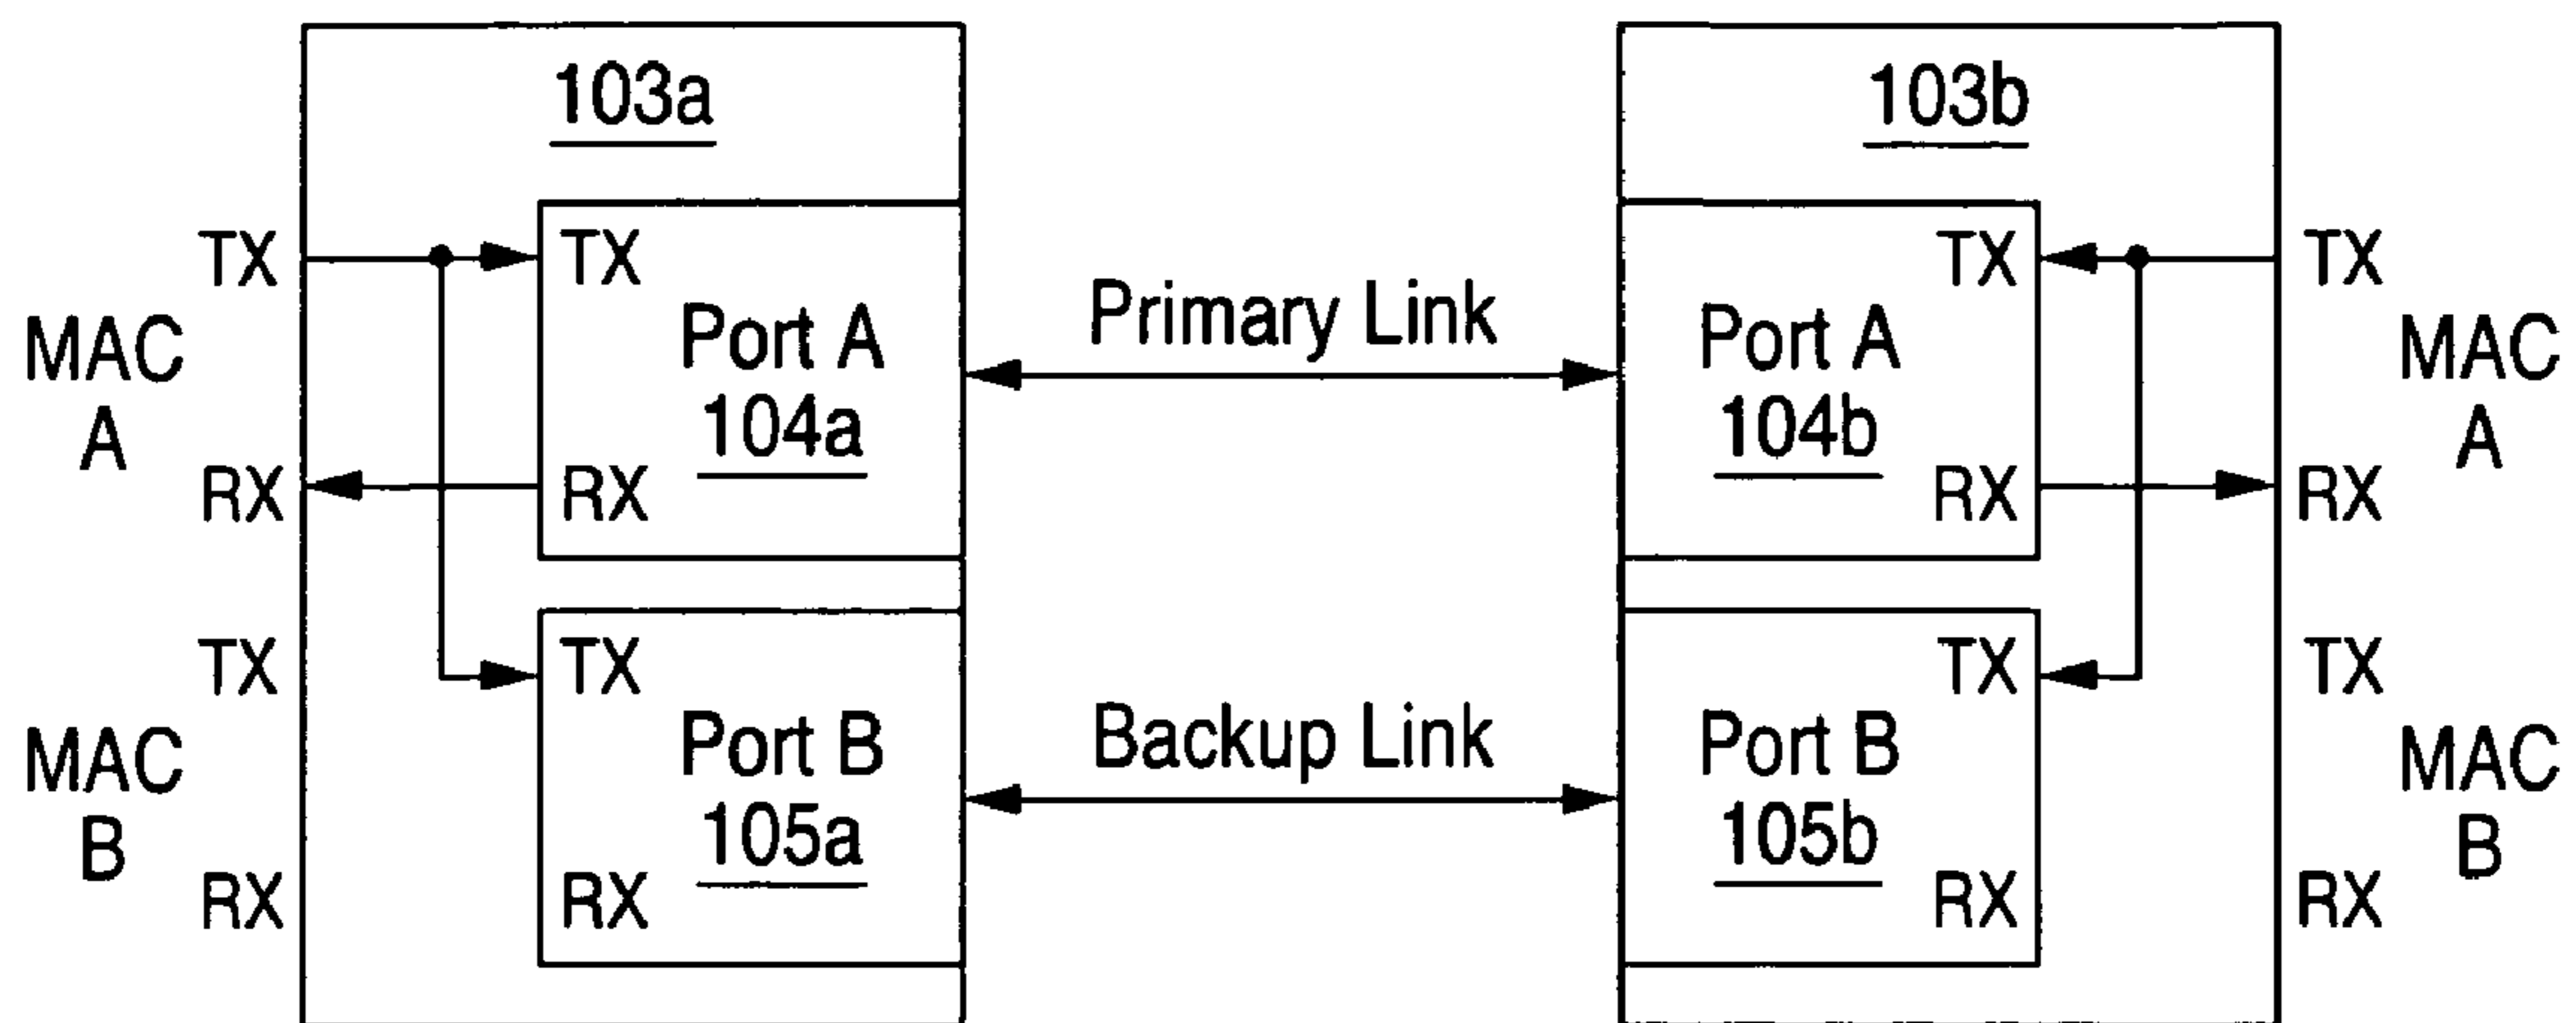 103a
103b
TX
TX
TX
TX
MAC
A
Port A
104a
Primary Link
Port A
104b
MAC
A
RX
RX
RX
RX
TX
TX
TX
TX
MAC
B
Port B
105a
Backup Link
Port B
105b
MAC
B
RX
RX
RX
RX